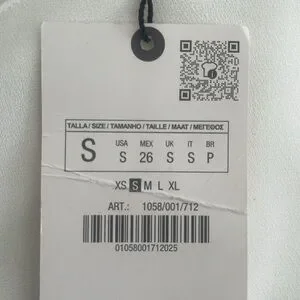 TALLA / SIZE / TAMANHO / TAILLE / MAAT / ΜΕΓΕΘΟΣ
USA MEX UK IT BR
S S 26 S S P
XS S M L XL
ART.: 1058/001/712
01058001712025